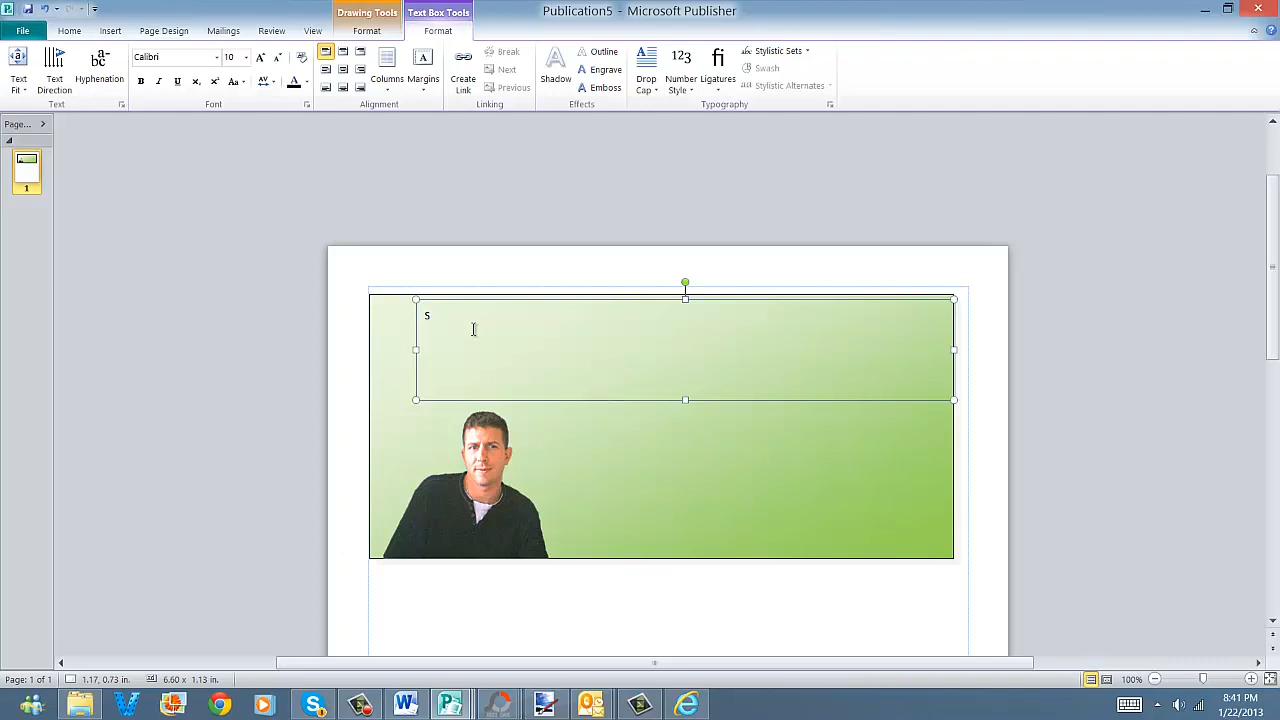 Drawing Tools
Text Box Tools
Publication5 - Microsoft Publisher
File
Home
Insert
Page Design
Mailings
Review
View
Format
Format
Text Fit
Text Direction
Hyphenation
Text
Calibri
10
B I U
Aa
AV
A
Font
Columns
Margins
Alignment
Create Link
Break
Next
Previous
Linking
Shadow
Outline
Engrave
Emboss
Effects
Drop Cap
Number Style
Ligatures
Stylistic Sets
Swash
Stylistic Alternates
Typography
Page...
1
S
Page: 1 of 1
1.17, 0.73 in.
6.60 x 1.13 in.
100%
8:41 PM
1/22/2013